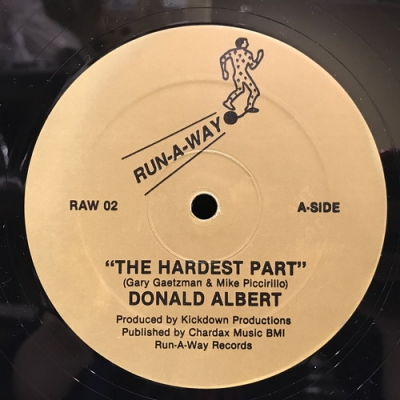 RUN-A-WAY
RAW 02
A-SIDE
"THE HARDEST PART"
(Gary Gaetzman & Mike Piccirillo)
DONALD ALBERT
Produced by Kickdown Productions
Published by Chardax Music BMI
Run-A-Way Records